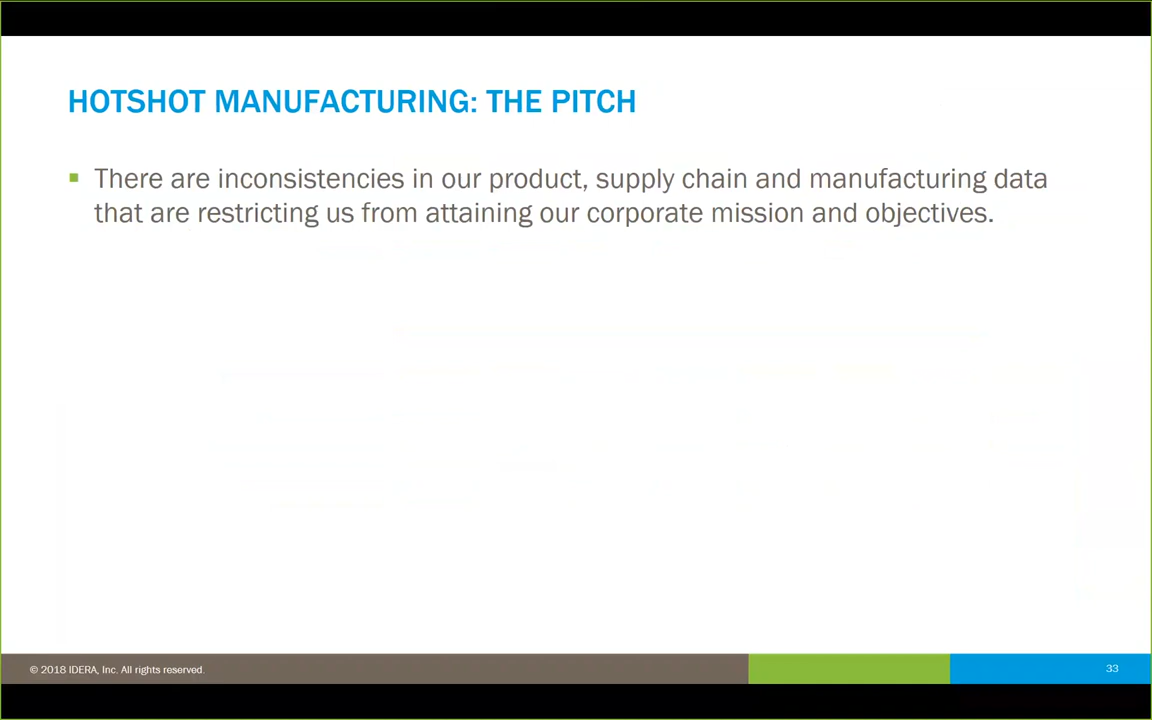 HOTSHOT MANUFACTURING: THE PITCH
▪ There are inconsistencies in our product, supply chain and manufacturing data
that are restricting us from attaining our corporate mission and objectives.
© 2018 IDERA, Inc. All rights reserved.
33